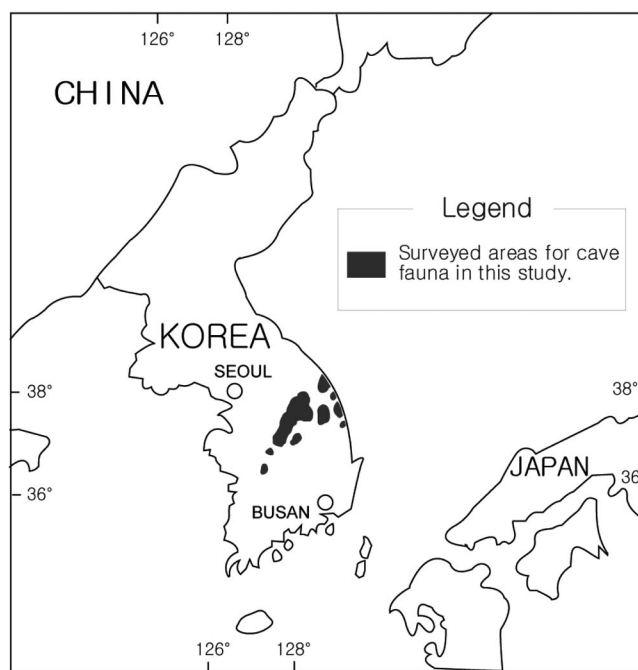 126° 128°
CHINA
Legend
Surveyed areas for cave
fauna in this study.
KOREA
SEOUL
38° 38°
JAPAN
36° 36
BUSAN
126° 128°